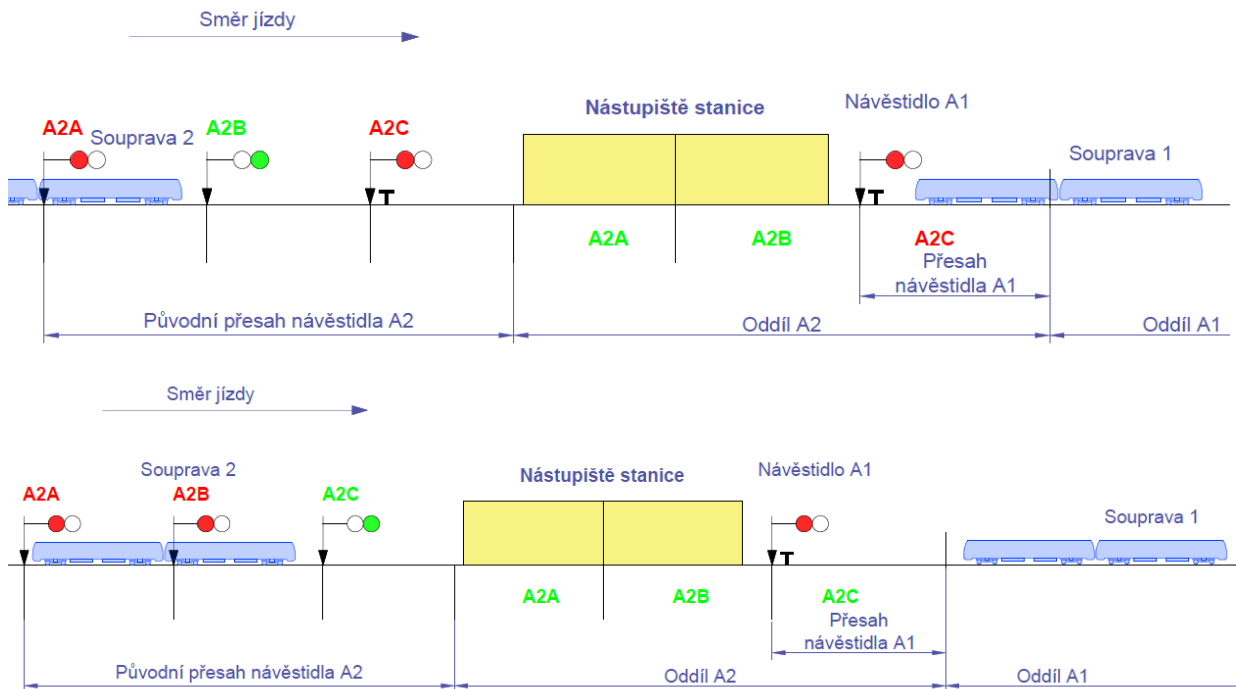 Směr jízdy
Nástupiště stanice
Návěstidlo A1
A2A
Souprava 2
A2B
A2C
Souprava 1
T
T
A2A
A2B
A2C
Přesah
návěstidla A1
Původní přesah návěstidla A2
Oddíl A2
Oddíl A1
Směr jízdy
Souprava 2
Nástupiště stanice
Návěstidlo A1
A2A
A2B
A2C
Souprava 1
T
A2A
A2B
A2C
Přesah
návěstidla A1
Původní přesah návěstidla A2
Oddíl A2
Oddíl A1